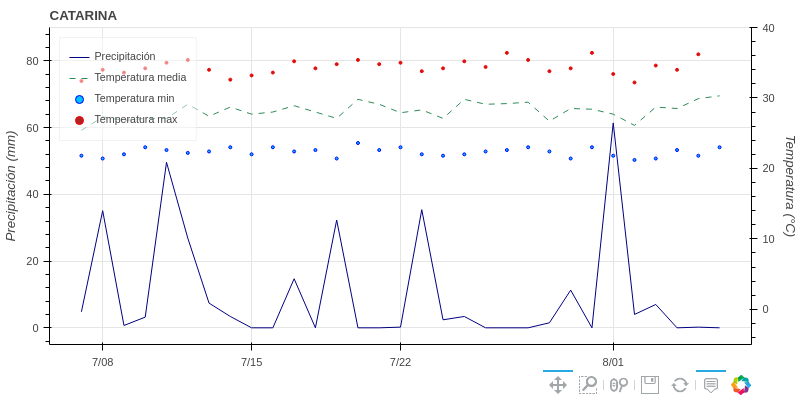 CATARINA
Precipitación
Temperatura media
Temperatura min
Temperatura max
Precipitación (mm)
80
60
40
20
0
Temperatura (°C)
40
30
20
10
0
7/08
7/15
7/22
8/01